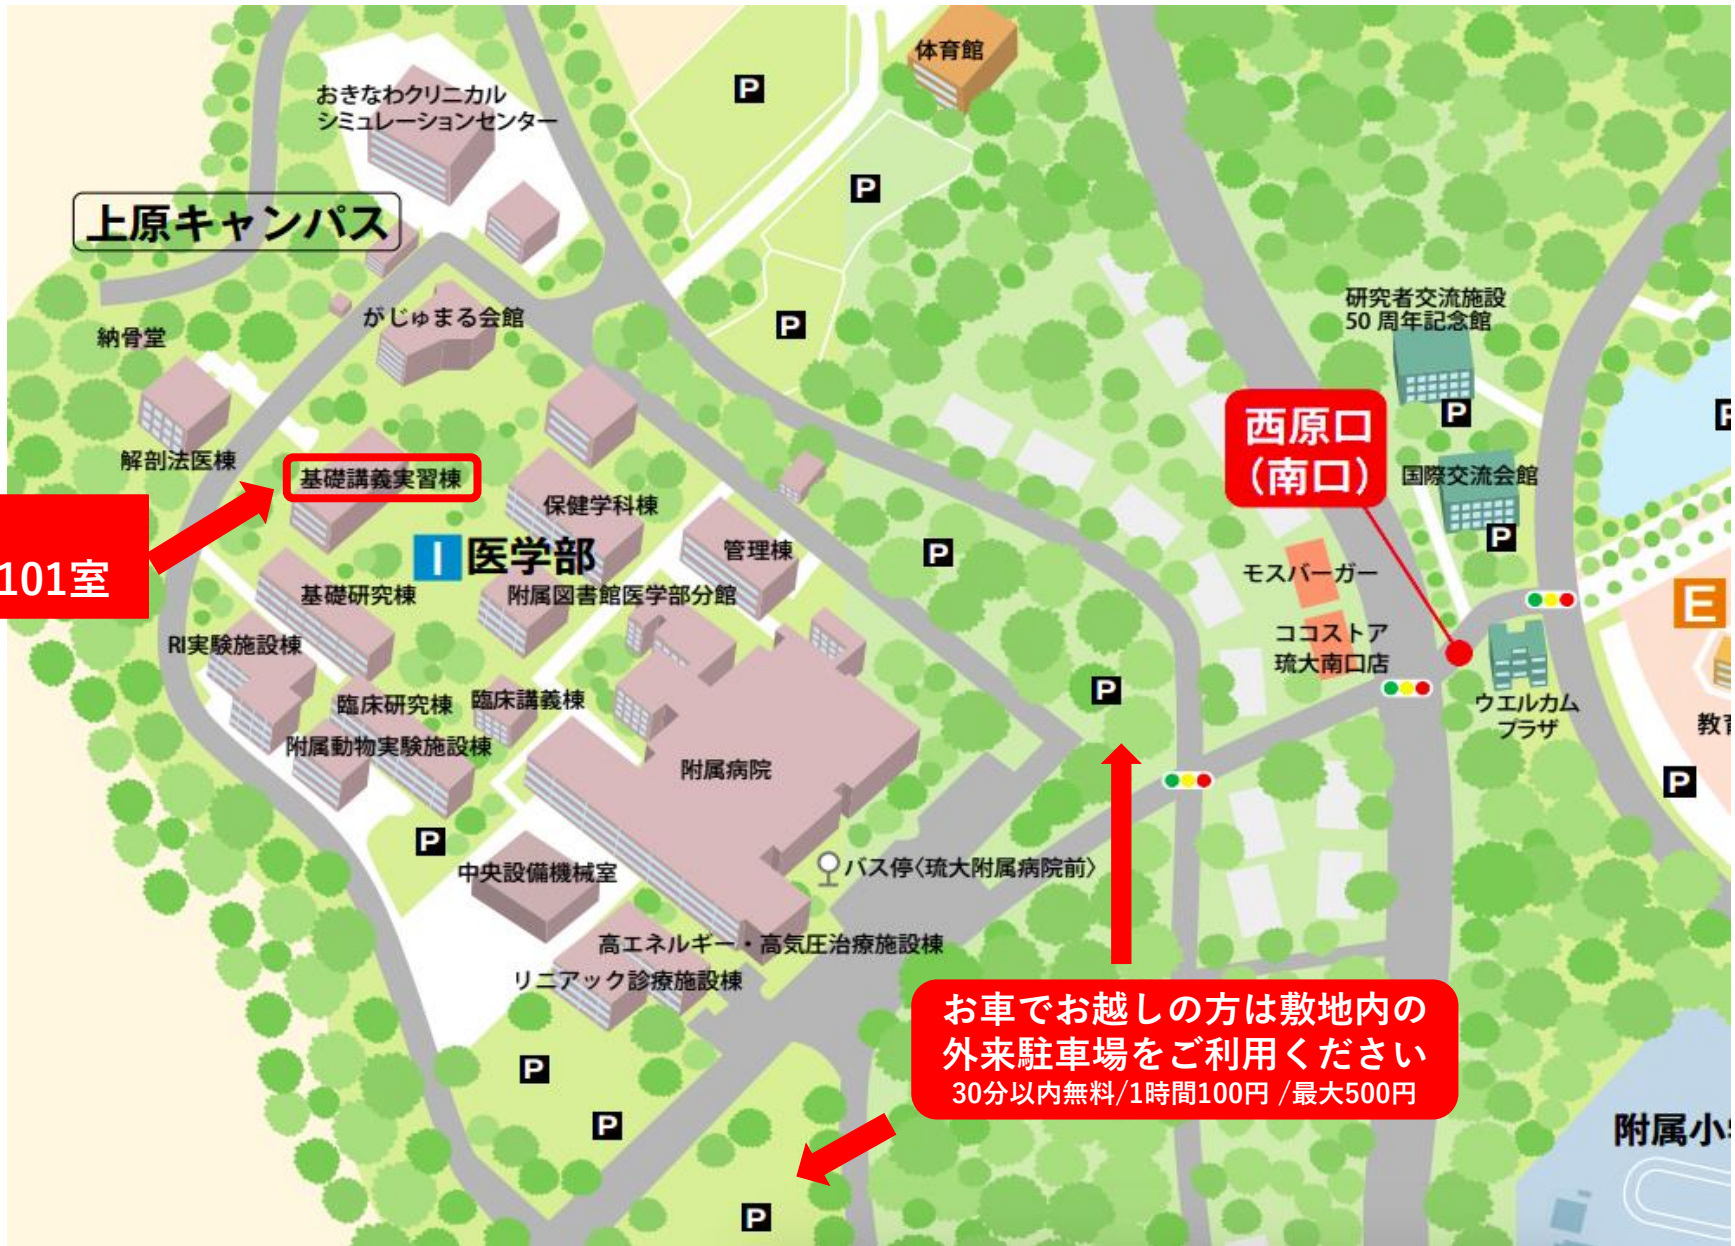 体育館
P
おきなわクリニカル
シミュレーションセンター
P
上原キャンパス
研究者交流施設
50 周年記念館
がじゅまる会館
P
納骨堂
P
西原口
（南口）
解剖法医棟
基礎講義実習棟
国際交流会館
保健学科棟
P
101室
I 医学部
管理棟
P
モスバーガー
基礎研究棟
附属図書館医学部分館
E
ココストア
琉大南口店
RI実験施設棟
P
臨床研究棟
臨床講義棟
ウエルカム
プラザ
附属動物実験施設棟
附属病院
P
P
中央設備機械室
バス停〈琉大附属病院前〉
高エネルギー・高気圧治療施設棟
リニアック診療施設棟
お車でお越しの方は敷地内の
外来駐車場をご利用ください
30分以内無料/1時間100円 /最大500円
P
P
附属小
P